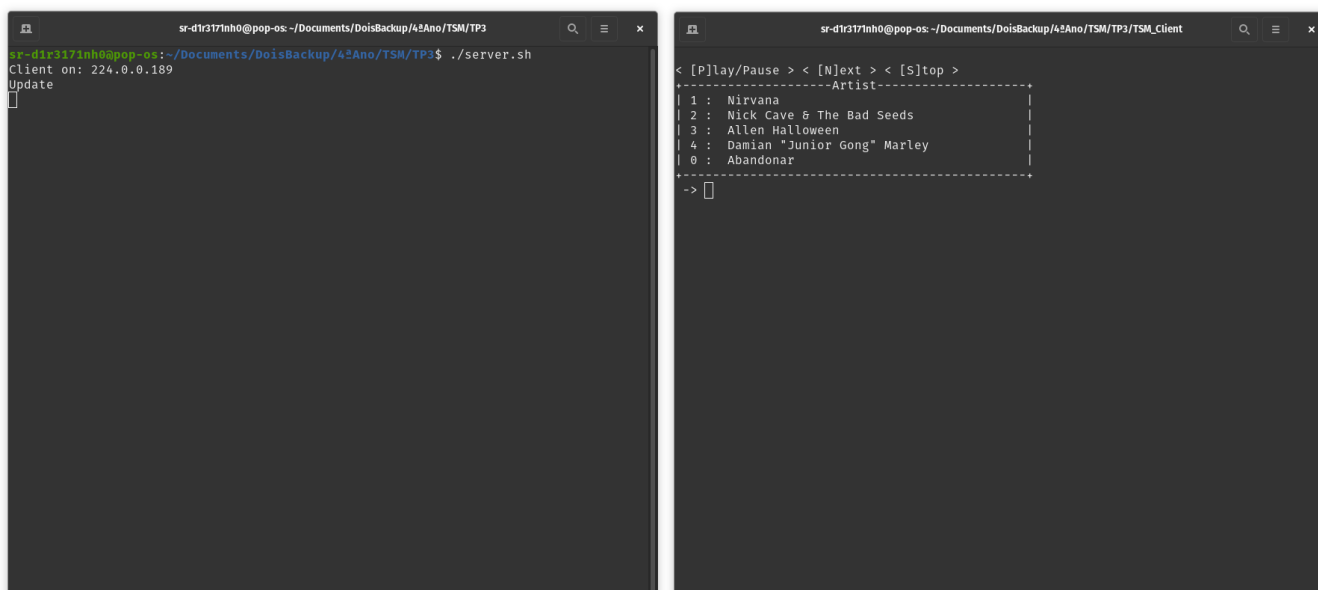 sr-d1r3171nh0@pop-os: ~/Documents/DoisBackup/4ªAno/TSM/TP3
sr-d1r3171nh0@pop-os:~/Documents/DoisBackup/4ªAno/TSM/TP3$ ./server.sh
Client on: 224.0.0.189
Update
sr-d1r3171nh0@pop-os: ~/Documents/DoisBackup/4ªAno/TSM/TP3/TSM_Client
< [P]lay/Pause > < [N]ext > < [S]top >
+--------------------Artist--------------------+
| 1 :  Nirvana                                 |
| 2 :  Nick Cave & The Bad Seeds               |
| 3 :  Allen Halloween                         |
| 4 :  Damian "Junior Gong" Marley             |
| 0 :  Abandonar                               |
+----------------------------------------------+
 ->